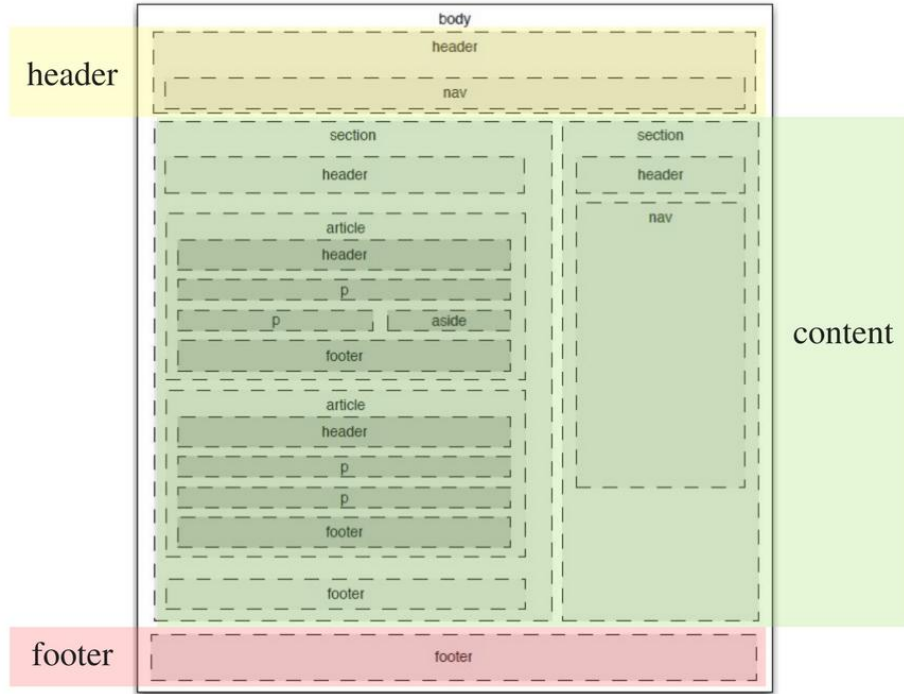 body
header
header
nav
section
header
article
header
p
p aside
footer
article
header
p
p
footer
footer
section
header
nav
content
footer
footer